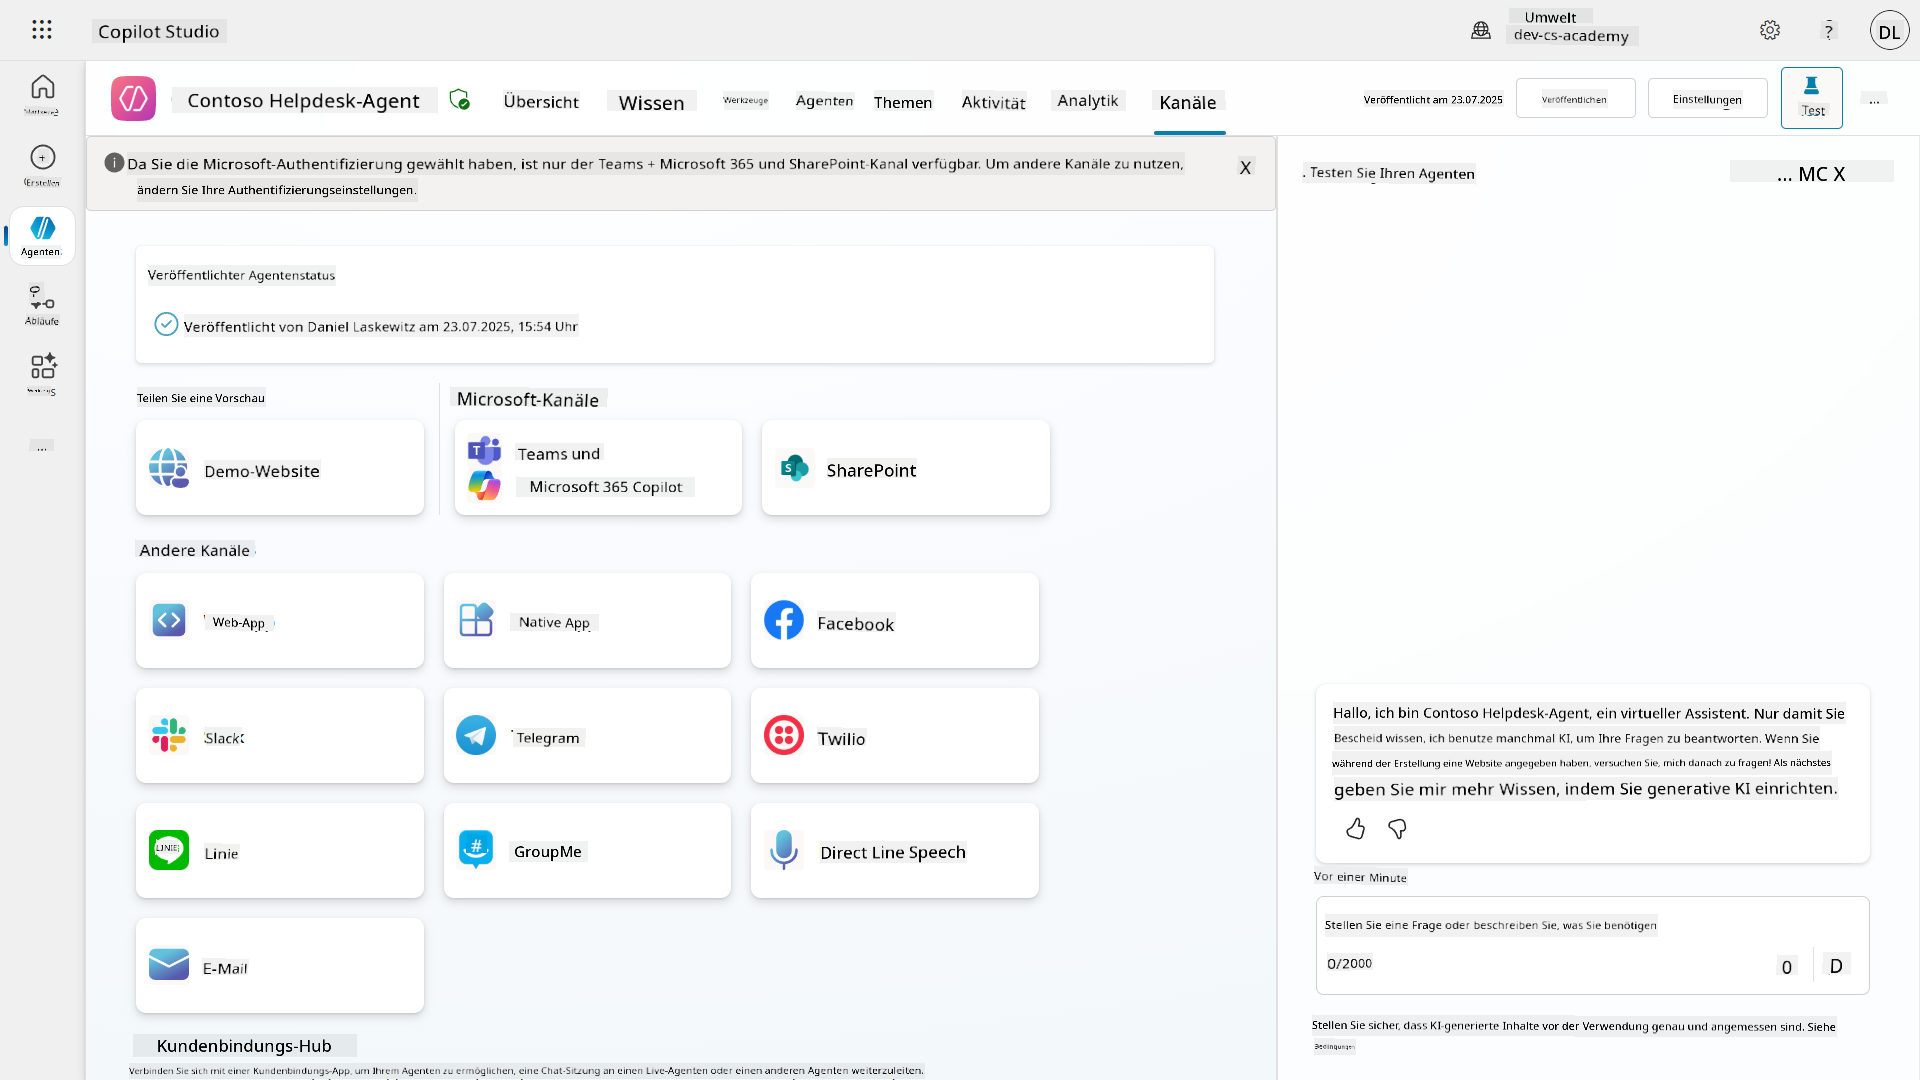 Copilot Studio
Umwelt
dev-cs-academy
?
DL
Contoso Helpdesk-Agent
Übersicht
Wissen
Werkzeuge
Agenten
Themen
Aktivität
Analytik
Kanäle
Veröffentlicht am 23.07.2025
Veröffentlichen
Einstellungen
Test
...
(Erstellen
Agenten
Abläufe
...
Da Sie die Microsoft-Authentifizierung gewählt haben, ist nur der Teams + Microsoft 365 und SharePoint-Kanal verfügbar. Um andere Kanäle zu nutzen,
ändern Sie Ihre Authentifizierungseinstellungen.
X
Veröffentlichter Agentenstatus
Veröffentlicht von Daniel Laskewitz am 23.07.2025, 15:54 Uhr
Teilen Sie eine Vorschau
Microsoft-Kanäle
Demo-Website
Teams und
Microsoft 365 Copilot
SharePoint
Andere Kanäle
Web-App
Native App
Facebook
Slack
Telegram
Twilio
LINIE
Linie
GroupMe
Direct Line Speech
E-Mail
Kundenbindungs-Hub
Verbinden Sie sich mit einer Kundenbindungs-App, um Ihrem Agenten zu ermöglichen, eine Chat-Sitzung an einen Live-Agenten oder einen anderen Agenten weiterzuleiten.
. Testen Sie Ihren Agenten
... MC X
Hallo, ich bin Contoso Helpdesk-Agent, ein virtueller Assistent. Nur damit Sie
Bescheid wissen, ich benutze manchmal KI, um Ihre Fragen zu beantworten. Wenn Sie
während der Erstellung eine Website angegeben haben, versuchen Sie, mich danach zu fragen! Als nächstes
geben Sie mir mehr Wissen, indem Sie generative KI einrichten.
Vor einer Minute
Stellen Sie eine Frage oder beschreiben Sie, was Sie benötigen
0/2000
0
D
Stellen Sie sicher, dass KI-generierte Inhalte vor der Verwendung genau und angemessen sind. Siehe
Bedingungen